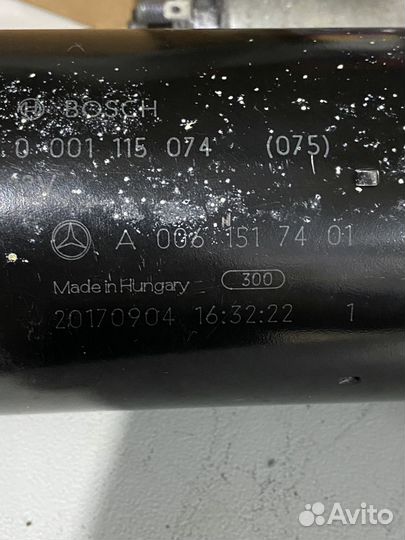 BOSCH
0 001 115 074 (075)
A 006 151 74 01
Made in Hungary 300
20170904 16:32:22 1
Avito